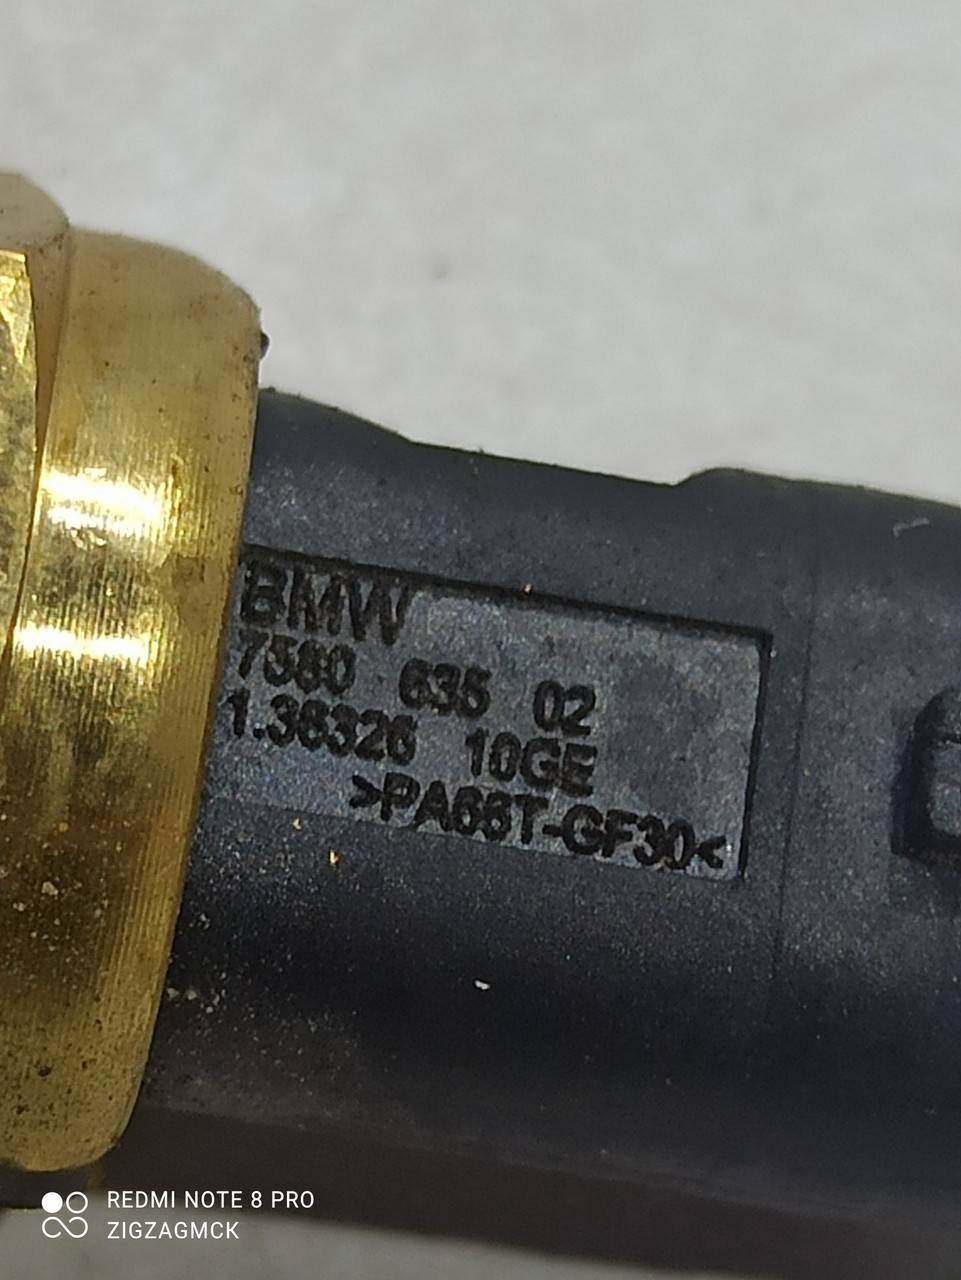 BMW
7580 635 02
1.36326 10GE
>PA66T-GF30<
REDMI NOTE 8 PRO
ZIGZAGMCK